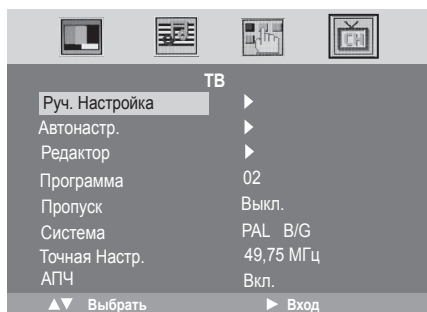 CH
ТВ
Руч. Настройка ▶
Автонастр. ▶
Редактор ▶
Программа 02
Пропуск Выкл.
Система PAL B/G
Точная Настр. 49,75 МГц
АПЧ Вкл.
▲▼ Выбрать ▶ Вход